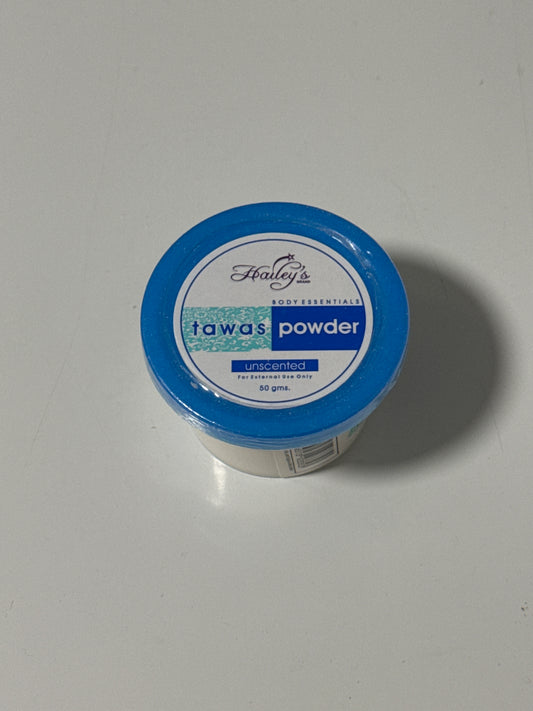 Hailey's
BRAND
BODY ESSENTIALS
tawas powder
unscented
For External Use Only
50 gms.